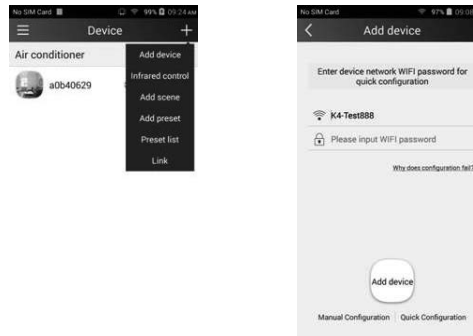 No SIM Card 99% 09:24 AM
Device
Air conditioner
a0b40629
Add device
Infrared control
Add scene
Add preset
Preset list
Link
No SIM Card 97% 09:08
Add device
Enter device network WIFI password for
quick configuration
K4-Test888
Please input WIFI password
Why does configuration fail?
Add device
Manual Configuration Quick Configuration